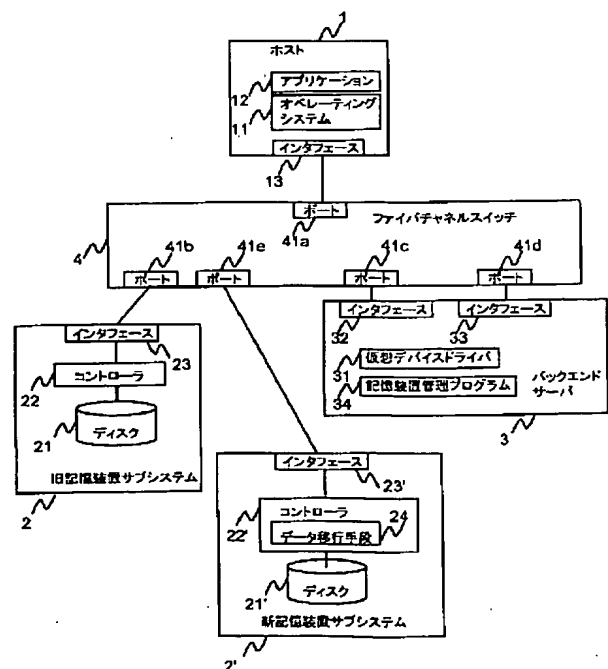 1
ホスト
アプリケーション
12
オペレーティング
システム
11
インタフェース
13
ポート
41a
ファイバチャネルスイッチ
4
41b
41e
41c
41d
ポート
ポート
ポート
ポート
インタフェース
32
インタフェース
33
仮想デバイスドライバ
31
記憶装置管理プログラム
34
バックエンド
サーバ
3
インタフェース
23
コントローラ
22
ディスク
21
旧記憶装置サブシステム
2
インタフェース
23'
コントローラ
24
データ移行手段
22'
ディスク
21'
新記憶装置サブシステム
2'